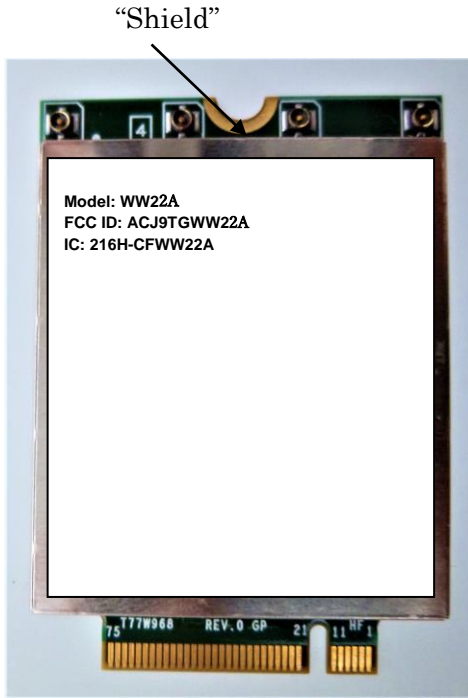 “Shield”
4
Model: WW22A
FCC ID: ACJ9TGWW22A
IC: 216H-CFWW22A
T77W968 REV.0 GP
75 21 11 HF 1